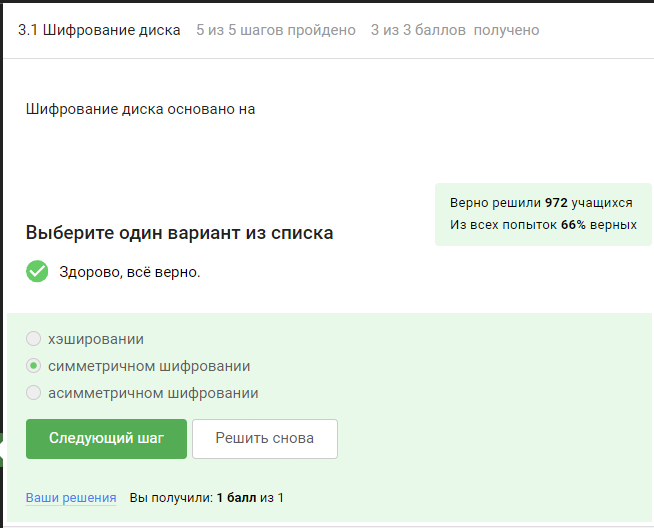 3.1 Шифрование диска 5 из 5 шагов пройдено 3 из 3 баллов получено
Шифрование диска основано на
Верно решили 972 учащихся
Из всех попыток 66% верных
Выберите один вариант из списка
Здорово, всё верно.
хэшировании
симметричном шифровании
асимметричном шифровании
Следующий шаг Решить снова
Ваши решения Вы получили: 1 балл из 1